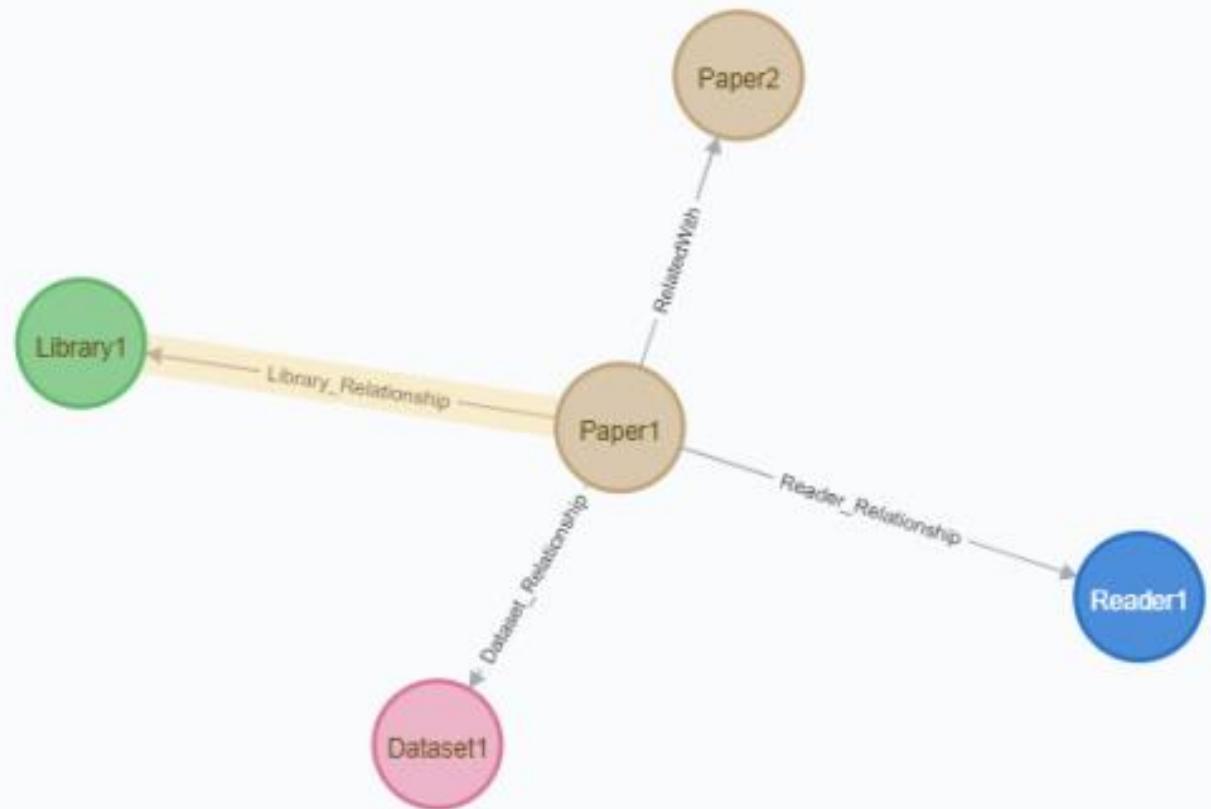 Paper2
RelatedWith
Library1
Library_Relationship
Paper1
Reader_Relationship
Dataset_Relationship
Reader1
Dataset1